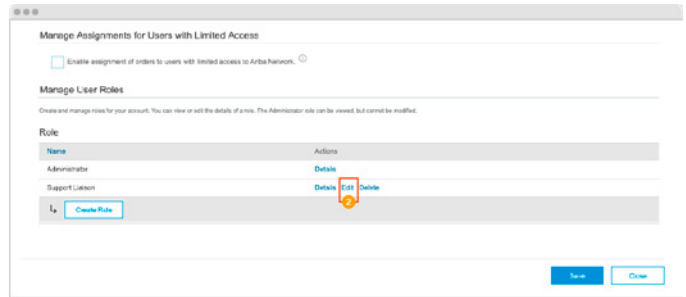 Manage Assignments for Users with Limited Access
Enable assignment of orders to users with limited access to Ariba Network.
Manage User Roles
Create and manage roles for your account. You can view or edit the details of a role. The Administrator role can be viewed, but cannot be modified.
Role
Name Actions
Administrator Details
Support Liaison Details Edit Delete
2
Create Role
Save Close